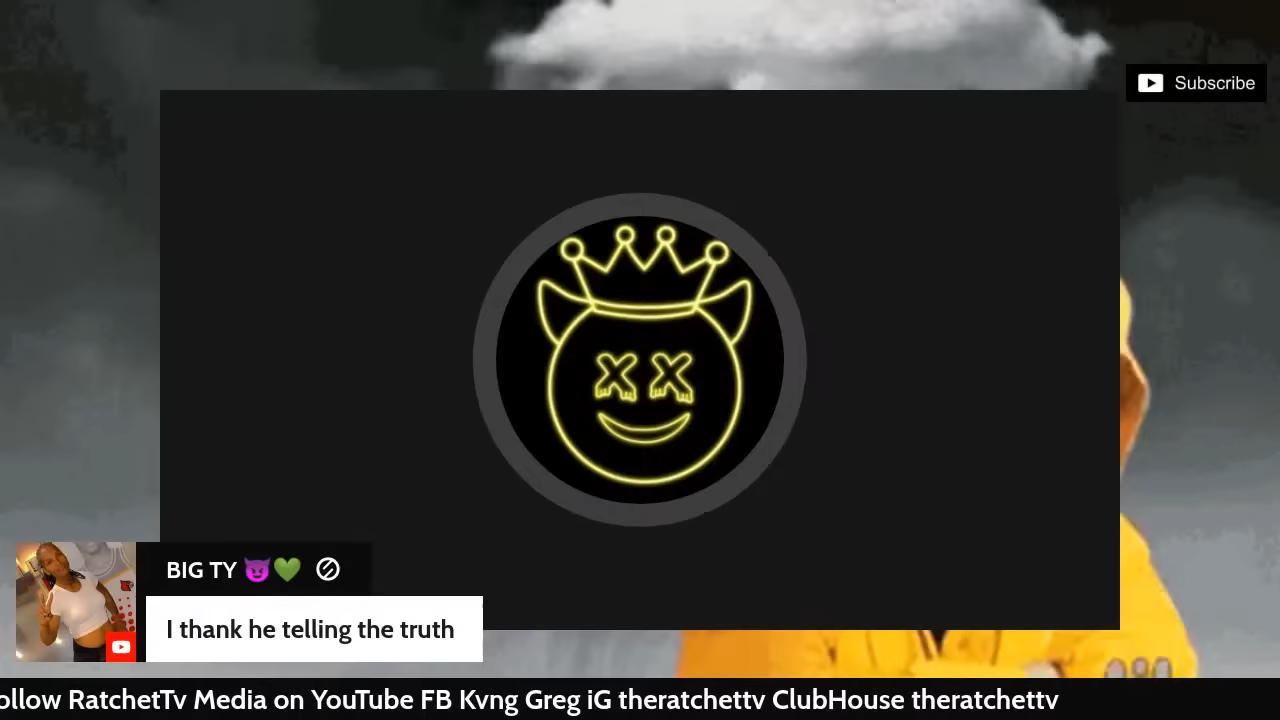 Subscribe
BIG TY 😈💚
I thank he telling the truth
ollow RatchetTv Media on YouTube FB Kvng Greg iG theratchettv ClubHouse theratchettv